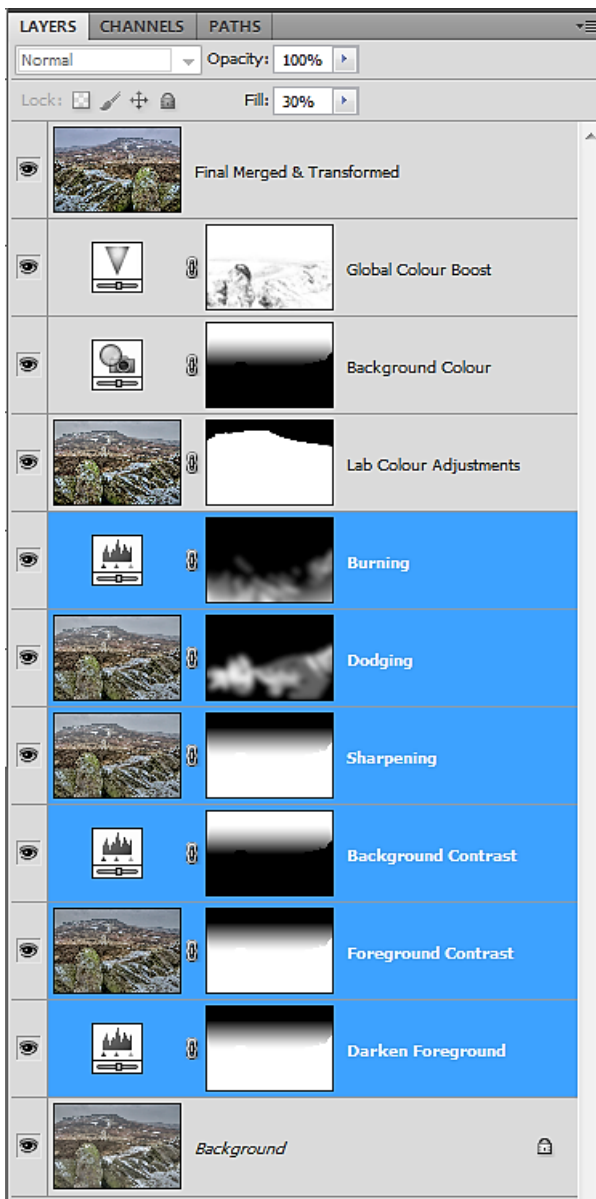 LAYERS CHANNELS PATHS
Normal Opacity: 100%
Lock: Fill: 30%
Final Merged & Transformed
Global Colour Boost
Background Colour
Lab Colour Adjustments
Burning
Dodging
Sharpening
Background Contrast
Foreground Contrast
Darken Foreground
Background